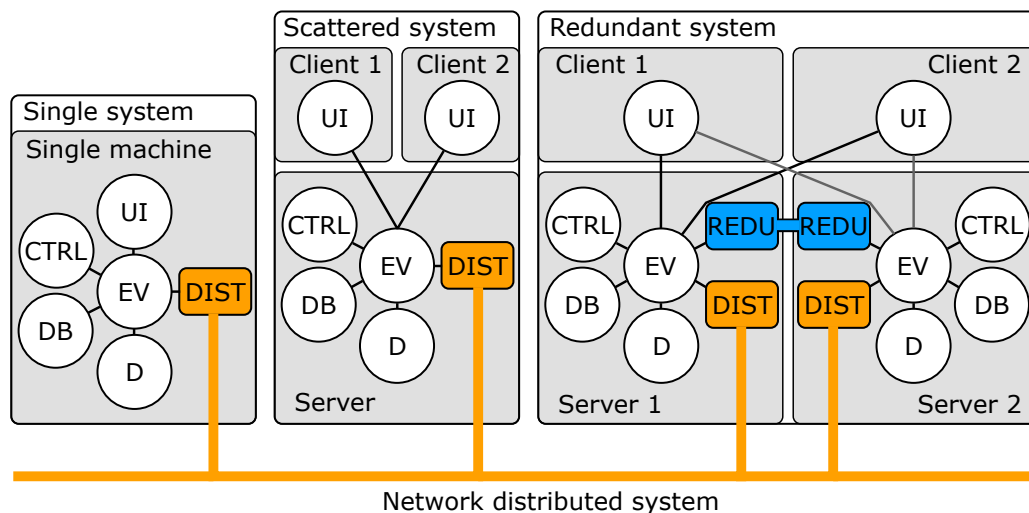 Single system
Single machine
UI
CTRL
EV
DIST
DB
D
Scattered system
Client 1
Client 2
UI
UI
CTRL
EV
DIST
DB
D
Server
Redundant system
Client 1
Client 2
UI
UI
CTRL
REDU
REDU
CTRL
EV
EV
DB
DIST
DIST
DB
D
D
Server 1
Server 2
Network distributed system